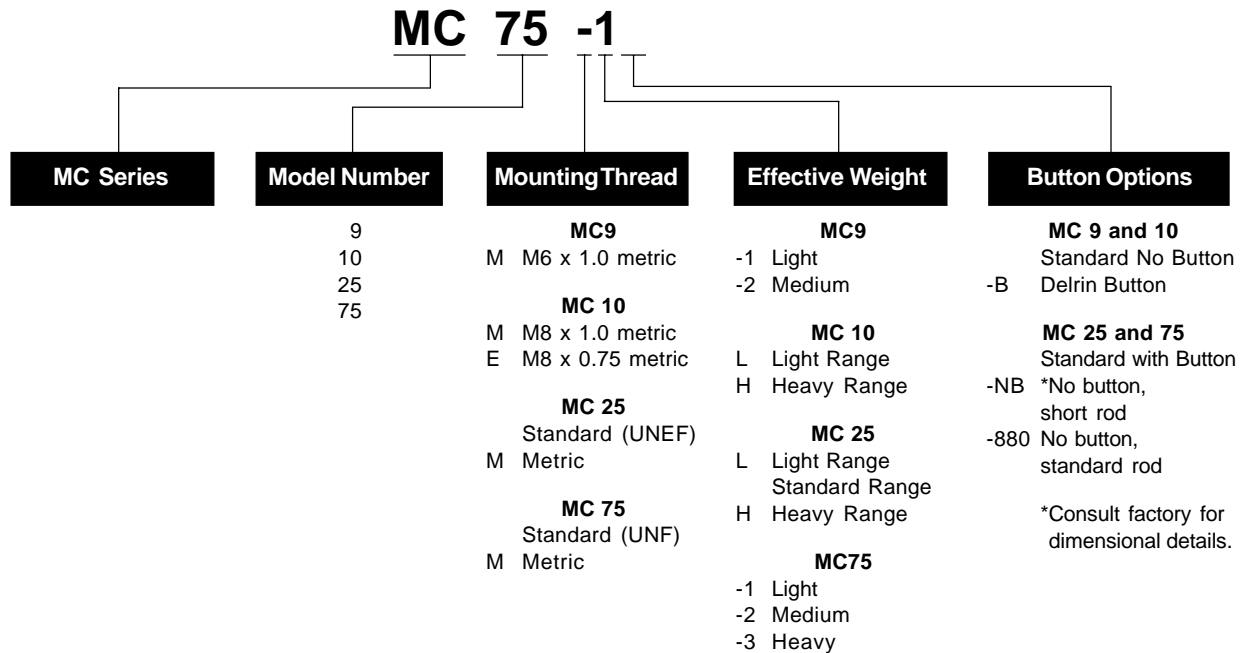 MC 75 -1
MC Series
Model Number
9
10
25
75
MountingThread
MC9
M M6 x 1.0 metric
MC 10
M M8 x 1.0 metric
E M8 x 0.75 metric
MC 25
Standard (UNEF)
M Metric
MC 75
Standard (UNF)
M Metric
Effective Weight
MC9
-1 Light
-2 Medium
MC 10
L Light Range
H Heavy Range
MC 25
L Light Range
Standard Range
H Heavy Range
MC75
-1 Light
-2 Medium
-3 Heavy
Button Options
MC 9 and 10
Standard No Button
-B Delrin Button
MC 25 and 75
Standard with Button
-NB *No button,
short rod
-880 No button,
standard rod
*Consult factory for
dimensional details.